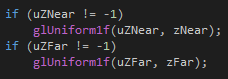 if (uZNear != -1)
    glUniform1f(uZNear, zNear);
if (uZFar != -1)
    glUniform1f(uZFar, zFar);